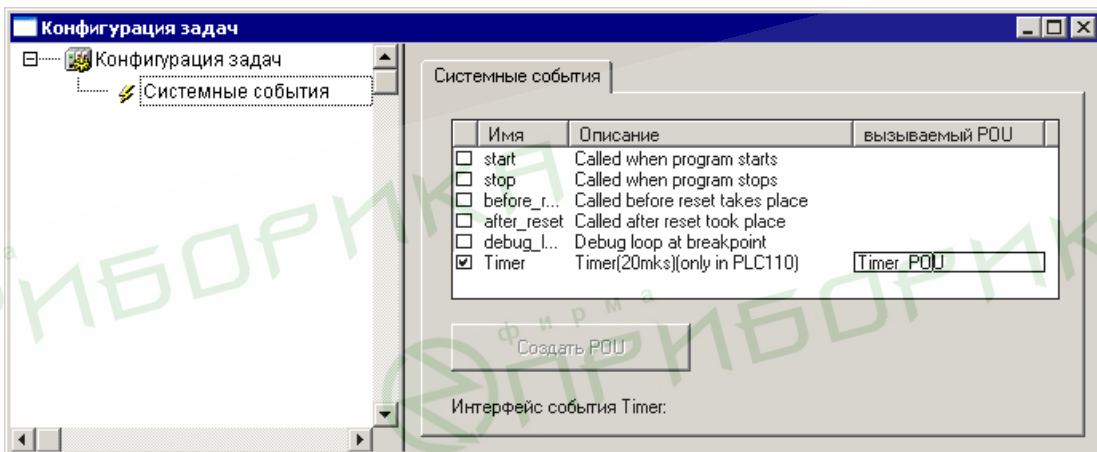 Конфигурация задач
Конфигурация задач
Системные события
Системные события
Имя Описание вызываемый POU
start Called when program starts
stop Called when program stops
before_r... Called before reset takes place
after_reset Called after reset took place
debug_l... Debug loop at breakpoint
Timer Timer(20mks)(only in PLC110) Timer_POU
Создать POU
Интерфейс события Timer:
фирма
ПРИБОРИКА